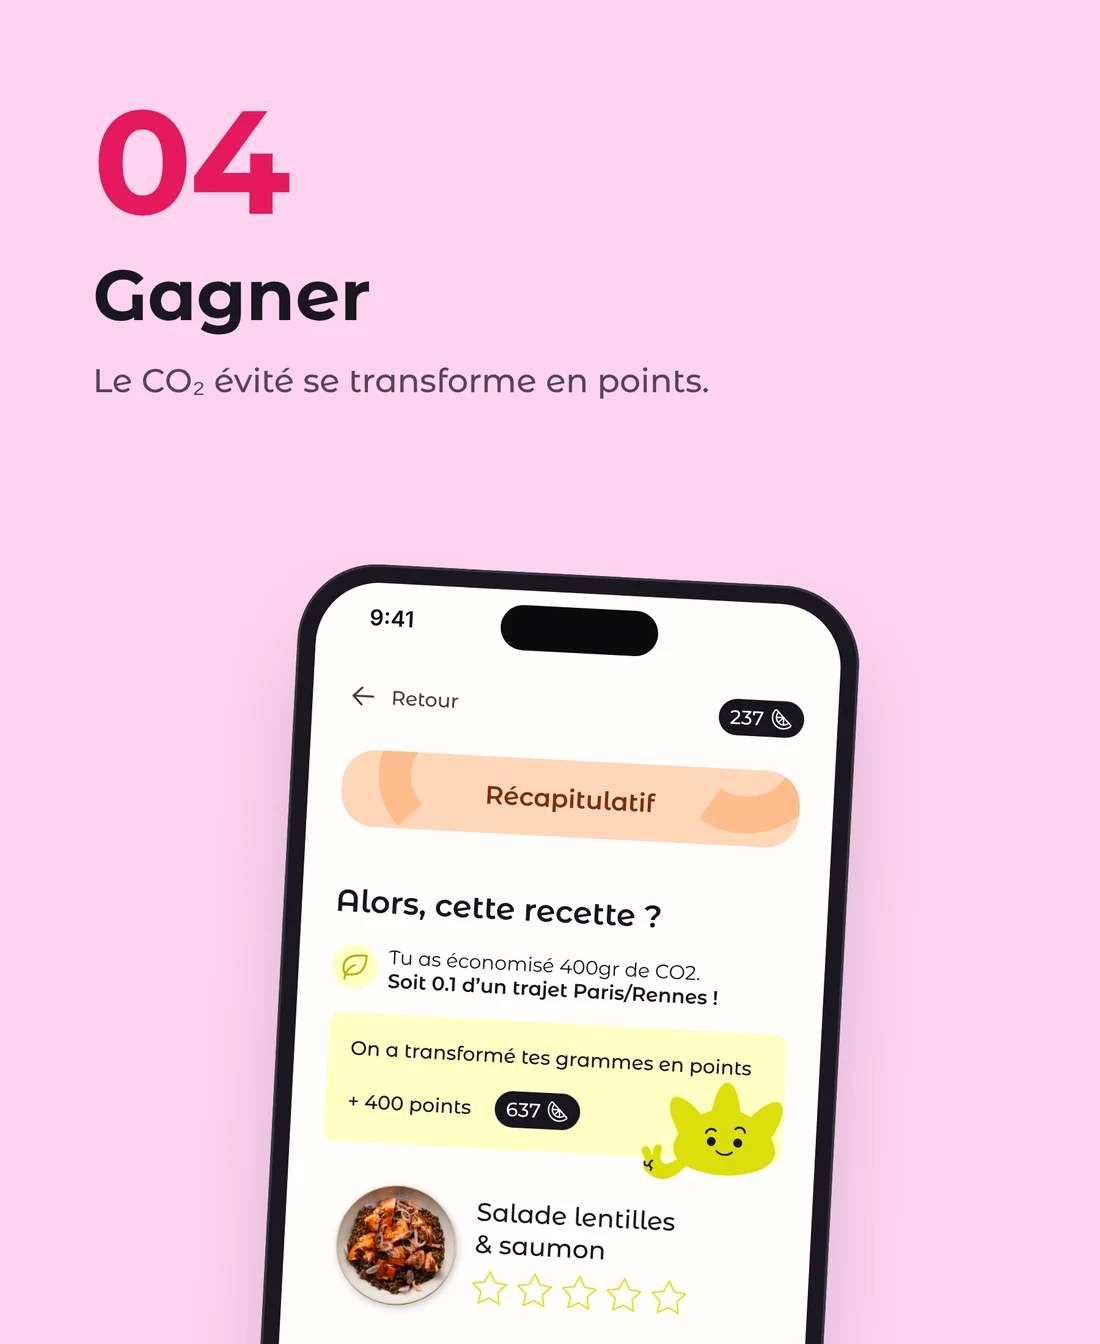 04
Gagner
Le CO₂ évité se transforme en points.
9:41
Retour
237
Récapitulatif
Alors, cette recette ?
Tu as économisé 400gr de CO2.
Soit 0.1 d’un trajet Paris/Rennes !
On a transformé tes grammes en points
+ 400 points
637
Salade lentilles
& saumon